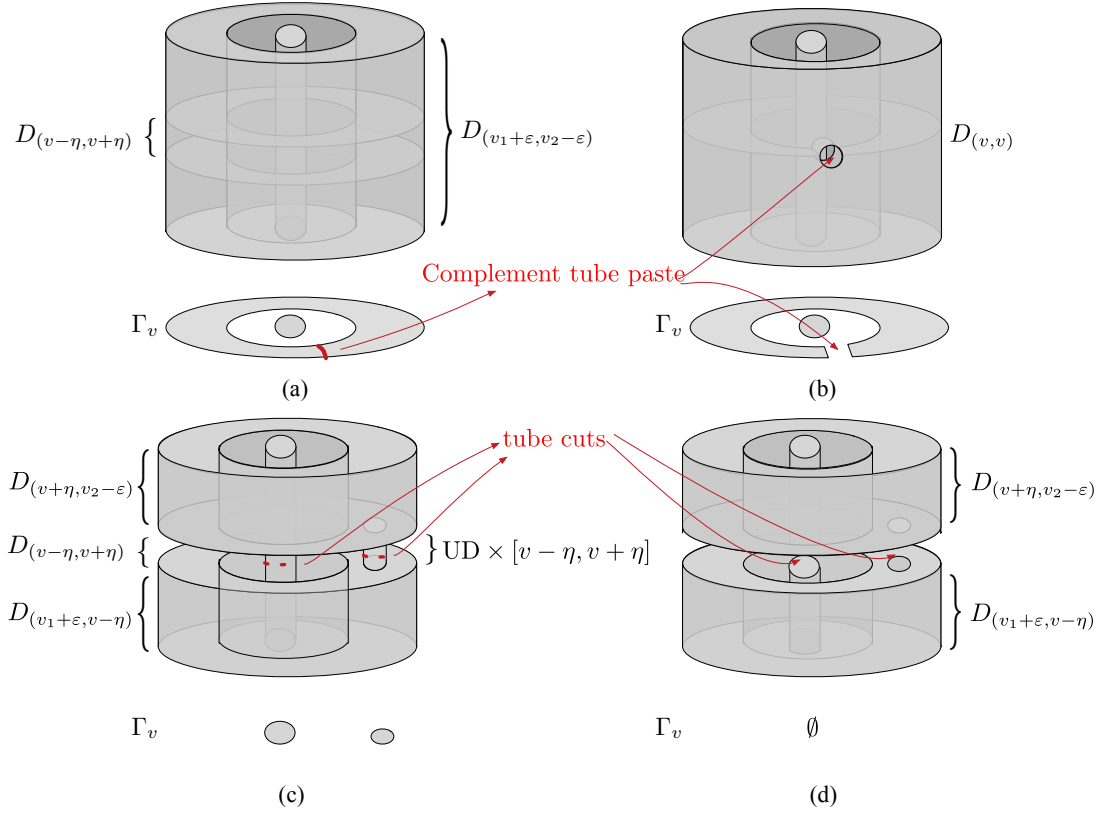 D_{(v−η,v+η)} {
} D_{(v_1+ε,v_2−ε)}
D_{(v,v)}
Complement tube paste
Γ_v
Γ_v
(a)
(b)
tube cuts
D_{(v+η,v_2−ε)} {
} D_{(v+η,v_2−ε)}
D_{(v−η,v+η)} {
} UD × [v − η, v + η]
D_{(v_1+ε,v−η)} {
} D_{(v_1+ε,v−η)}
Γ_v
Γ_v
∅
(c)
(d)